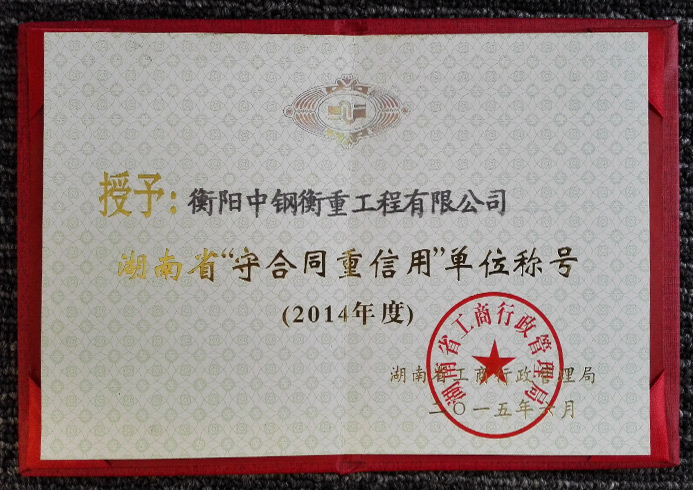 授予：衡阳中钢衡重工程有限公司
湖南省“守合同重信用”单位称号
(2014年度)
湖南省工商行政管理局
湖南省工商行政管理局
二〇一五年六月